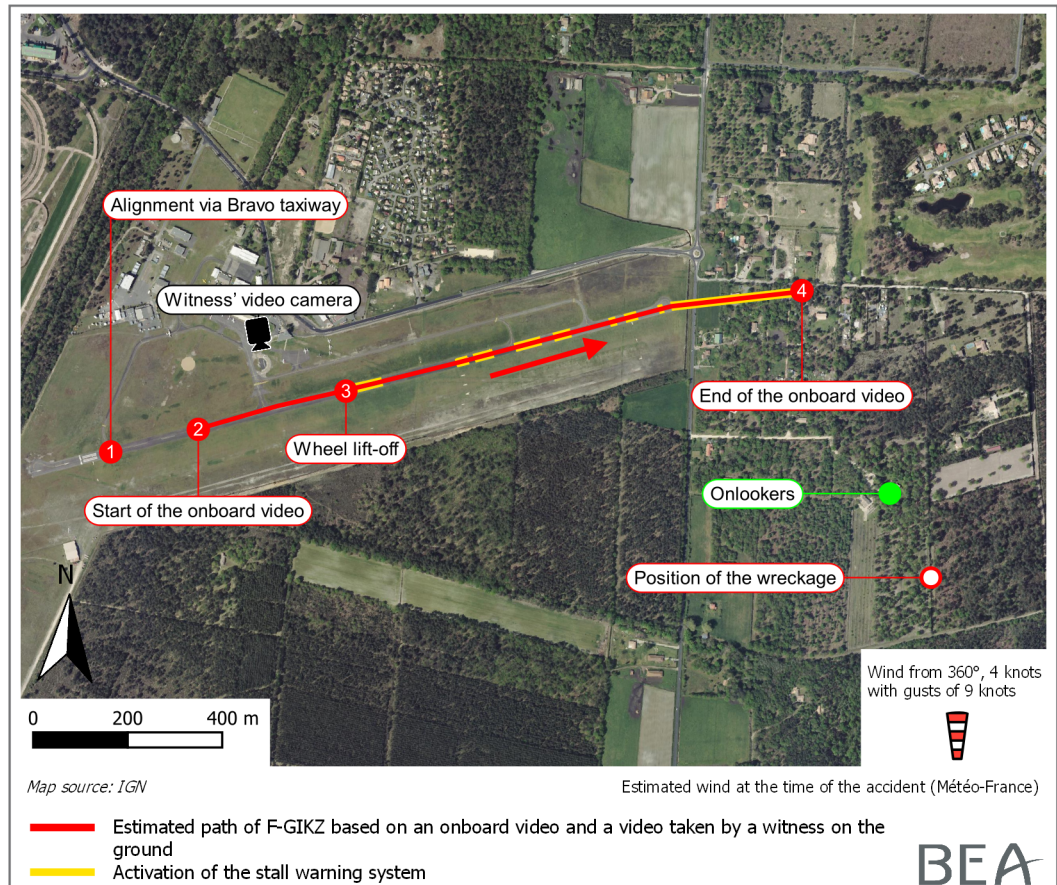 Alignment via Bravo taxiway
Witness' video camera
4
3
End of the onboard video
2
Wheel lift-off
1
Onlookers
Start of the onboard video
Position of the wreckage
N
Wind from 360°, 4 knots
with gusts of 9 knots
0 200 400 m
Map source: IGN
Estimated wind at the time of the accident (Météo-France)
Estimated path of F-GIKZ based on an onboard video and a video taken by a witness on the
ground
Activation of the stall warning system
BEA